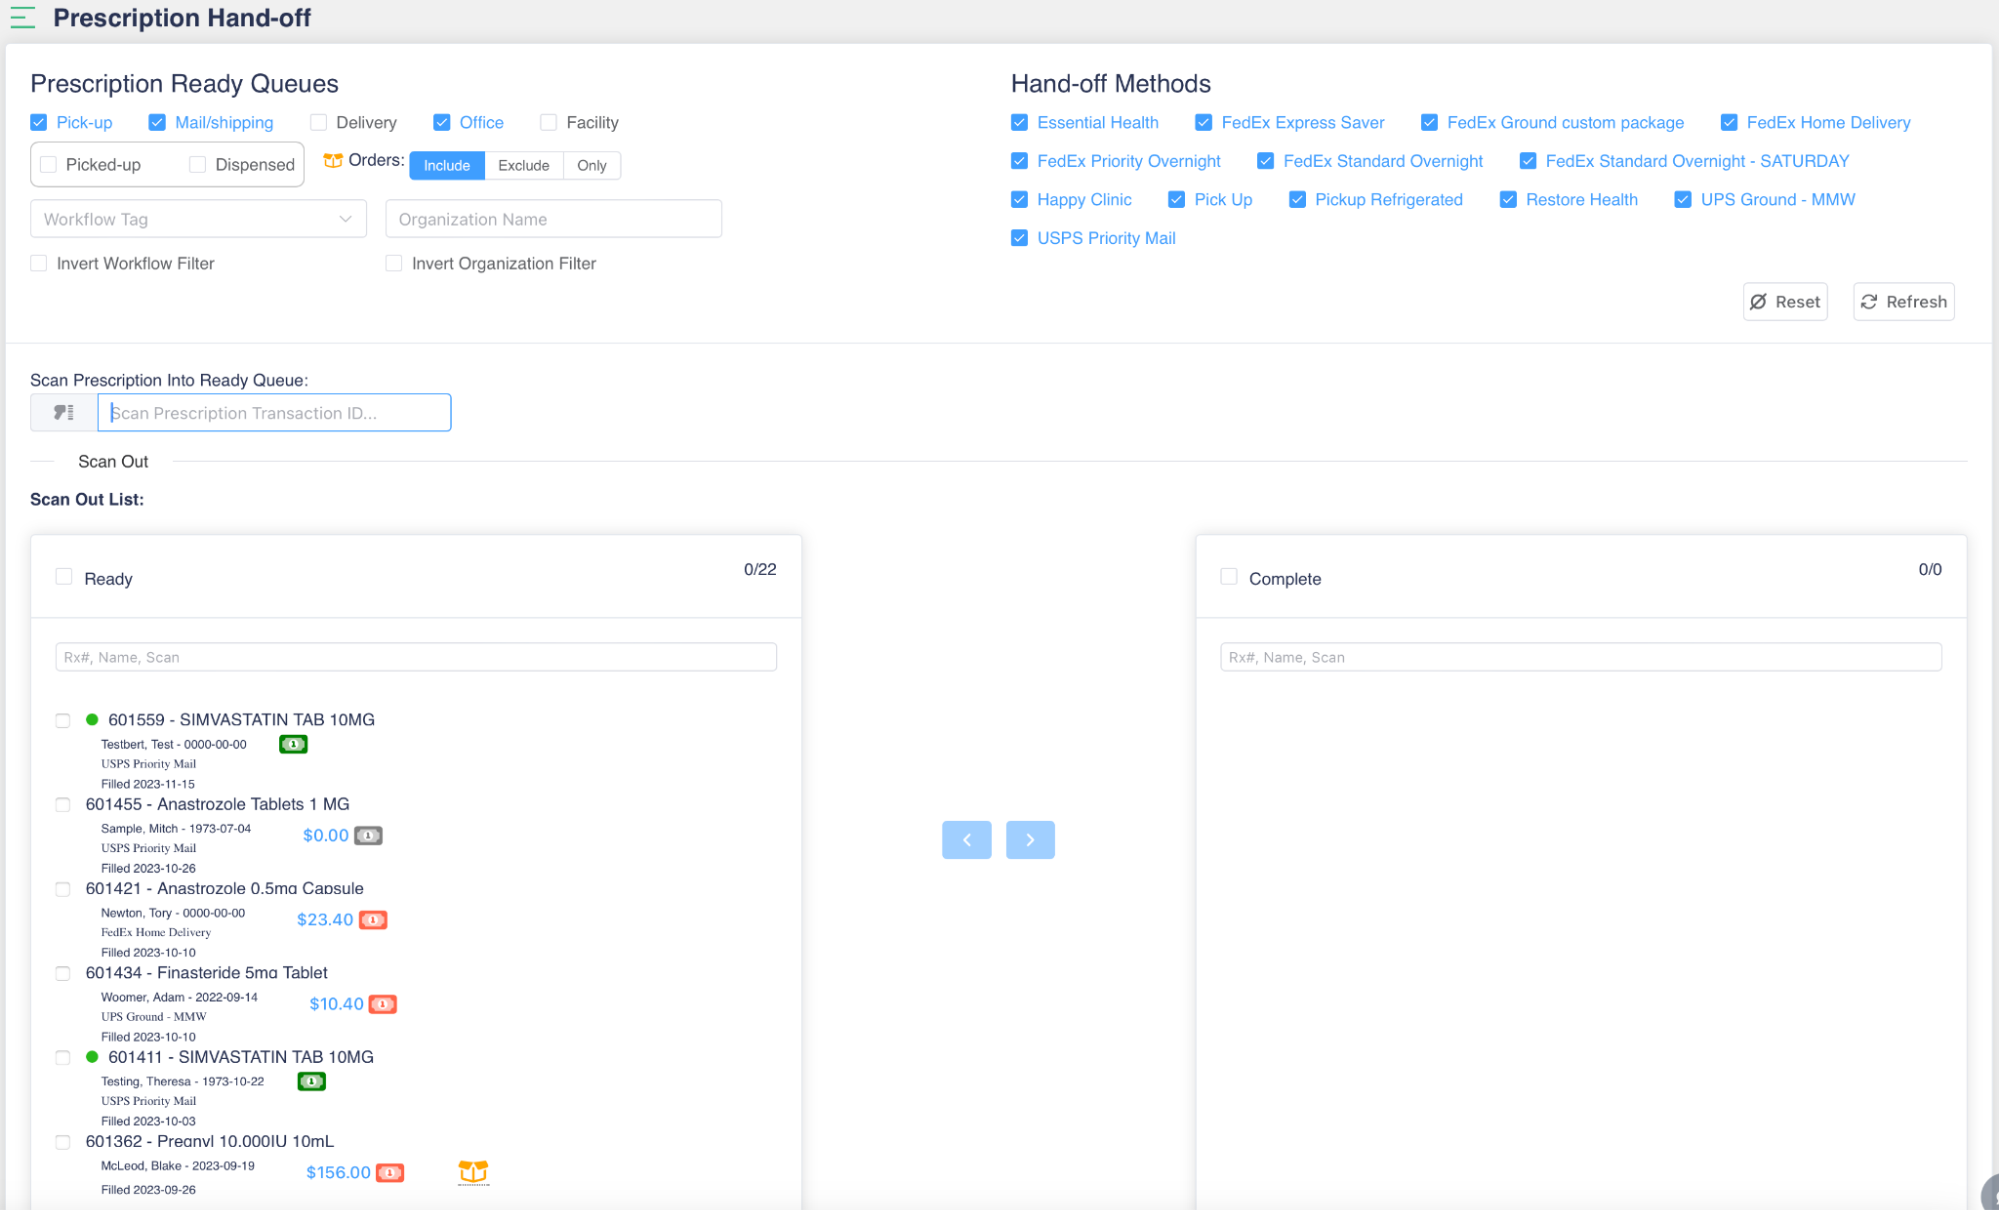 Prescription Hand-off
Prescription Ready Queues
Pick-up Mail/shipping Delivery Office Facility
Picked-up Dispensed Orders: Include Exclude Only
Workflow Tag Organization Name
Invert Workflow Filter Invert Organization Filter
Hand-off Methods
Essential Health FedEx Express Saver FedEx Ground custom package FedEx Home Delivery
FedEx Priority Overnight FedEx Standard Overnight FedEx Standard Overnight - SATURDAY
Happy Clinic Pick Up Pickup Refrigerated Restore Health UPS Ground - MMW
USPS Priority Mail
Reset Refresh
Scan Prescription Into Ready Queue:
Scan Prescription Transaction ID...
Scan Out
Scan Out List:
Ready 0/22
Rx#, Name, Scan
601559 - SIMVASTATIN TAB 10MG
Testbert, Test - 0000-00-00
USPS Priority Mail
Filled 2023-11-15
601455 - Anastrozole Tablets 1 MG
Sample, Mitch - 1973-07-04 $0.00
USPS Priority Mail
Filled 2023-10-26
601421 - Anastrozole 0.5mg Capsule
Newton, Tory - 0000-00-00 $23.40
FedEx Home Delivery
Filled 2023-10-10
601434 - Finasteride 5mg Tablet
Woomer, Adam - 2022-09-14 $10.40
UPS Ground - MMW
Filled 2023-10-10
601411 - SIMVASTATIN TAB 10MG
Testing, Theresa - 1973-10-22
USPS Priority Mail
Filled 2023-10-03
601362 - Pregnyl 10,000IU 10mL
McLeod, Blake - 2023-09-19 $156.00
Filled 2023-09-26
Complete 0/0
Rx#, Name, Scan